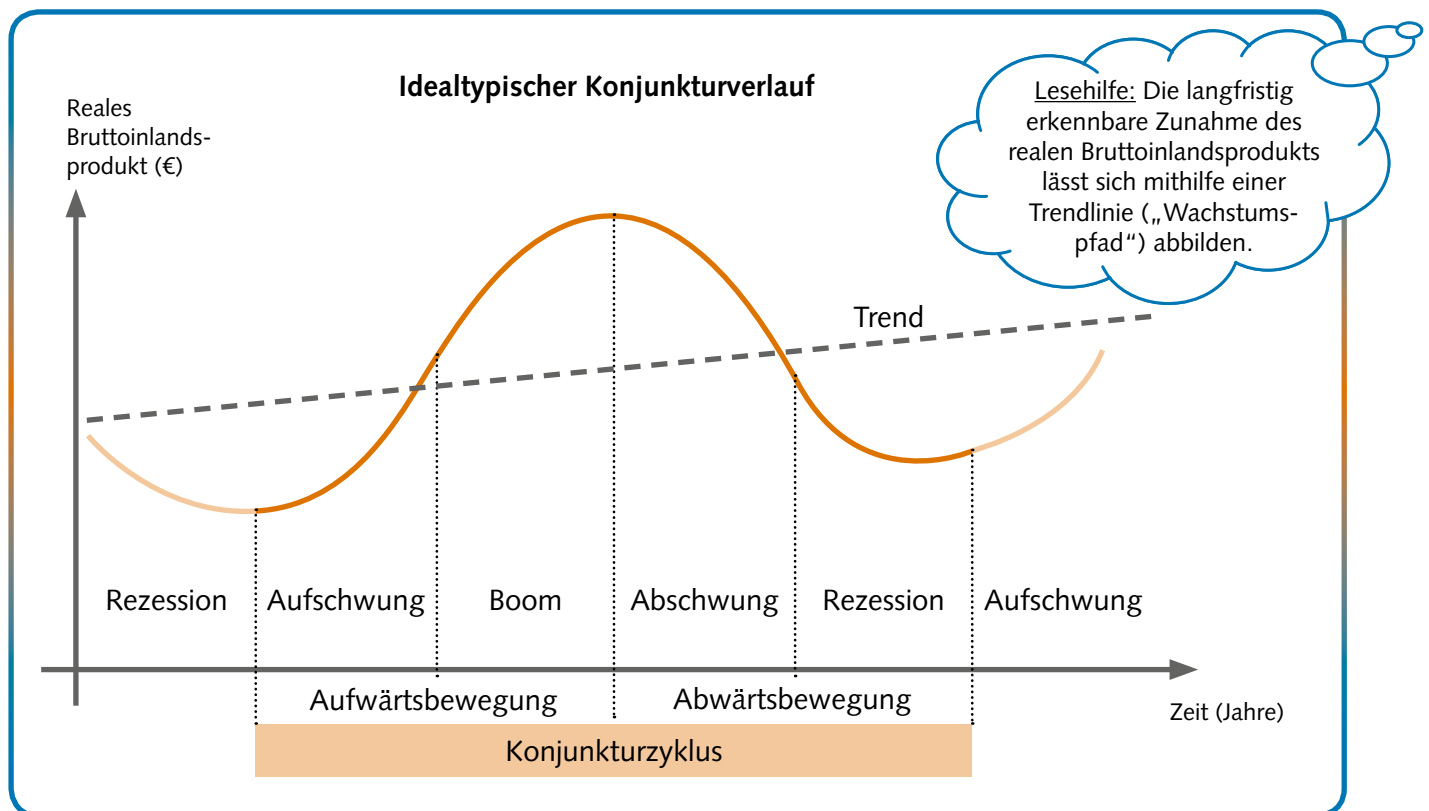 Idealtypischer Konjunkturverlauf
Reales
Bruttoinlands-
produkt (€)
Lesehilfe: Die langfristig
erkennbare Zunahme des
realen Bruttoinlandsprodukts
lässt sich mithilfe einer
Trendlinie („Wachstums-
pfad“) abbilden.
Trend
Rezession
Aufschwung
Boom
Abschwung
Rezession
Aufschwung
Aufwärtsbewegung
Abwärtsbewegung
Zeit (Jahre)
Konjunkturzyklus